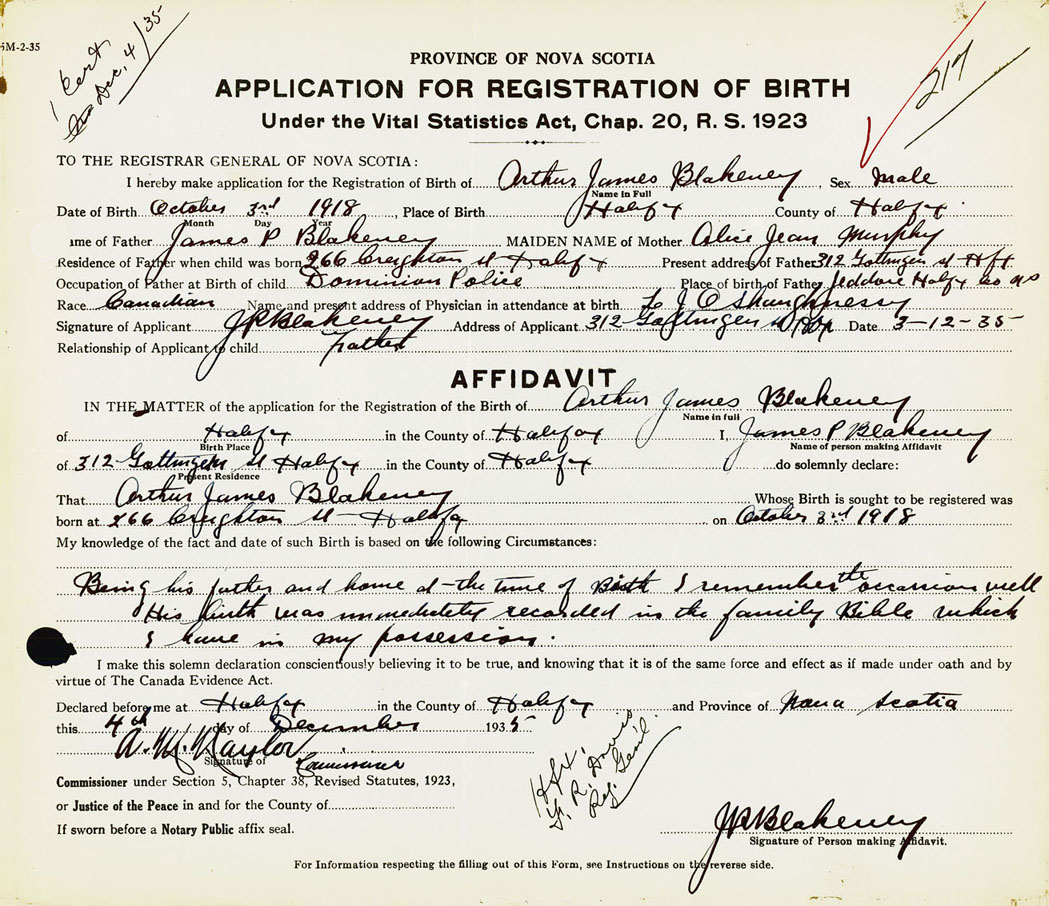 5M-2-35
1 Cert
Dec. 4/35
217
PROVINCE OF NOVA SCOTIA
APPLICATION FOR REGISTRATION OF BIRTH
Under the Vital Statistics Act, Chap. 20, R. S. 1923
TO THE REGISTRAR GENERAL OF NOVA SCOTIA:
I hereby make application for the Registration of Birth of Arthur James Blakeney, Sex Male
Name in Full
Date of Birth October 3rd 1918, Place of Birth Halifax County of Halifax
Month Day Year
ame of Father James P Blakeney MAIDEN NAME of Mother Alice Jean Murphy
Residence of Father when child was born 266 Creighton St Halifax Present address of Father 312 Gottingen St Hfx
Occupation of Father at Birth of child Dominion Police Place of birth of Father Jeddore Halfx Co NS
Race Canadian Name and present address of Physician in attendance at birth O Shaughnessy
Signature of Applicant JPBlakeney Address of Applicant 312 Gottingen St Date 3-12-35
Relationship of Applicant to child Father
AFFIDAVIT
IN THE MATTER of the application for the Registration of the Birth of Arthur James Blakeney
Name in full
of Halifax in the County of Halifax I, James P Blakeney
Birth Place Name of person making Affidavit
of 312 Gottingen St Halifax in the County of Halifax do solemnly declare:
Present Residence
That Arthur James Blakeney Whose Birth is sought to be registered was
born at 266 Creighton St - Halifax on October 3rd 1918
My knowledge of the fact and date of such Birth is based on the following Circumstances:
Being his father and home at the time of Birth I remember the occasion well
His birth was immediately recorded in the family Bible which
I have in my possession.
I make this solemn declaration conscientiously believing it to be true, and knowing that it is of the same force and effect as if made under oath and by
virtue of The Canada Evidence Act.
Declared before me at Halifax in the County of Halifax and Province of Nova Scotia
this 4th day of December 1935
A. M. Naylor
Signature of Commissioner
Commissioner under Section 5, Chapter 38, Revised Statutes, 1923,
or Justice of the Peace in and for the County of
If sworn before a Notary Public affix seal.
Hfx,
R. Davis
Reg. Gen'l.
JPBlakeney
Signature of Person making Affidavit.
For Information respecting the filling out of this Form, see Instructions on the reverse side.